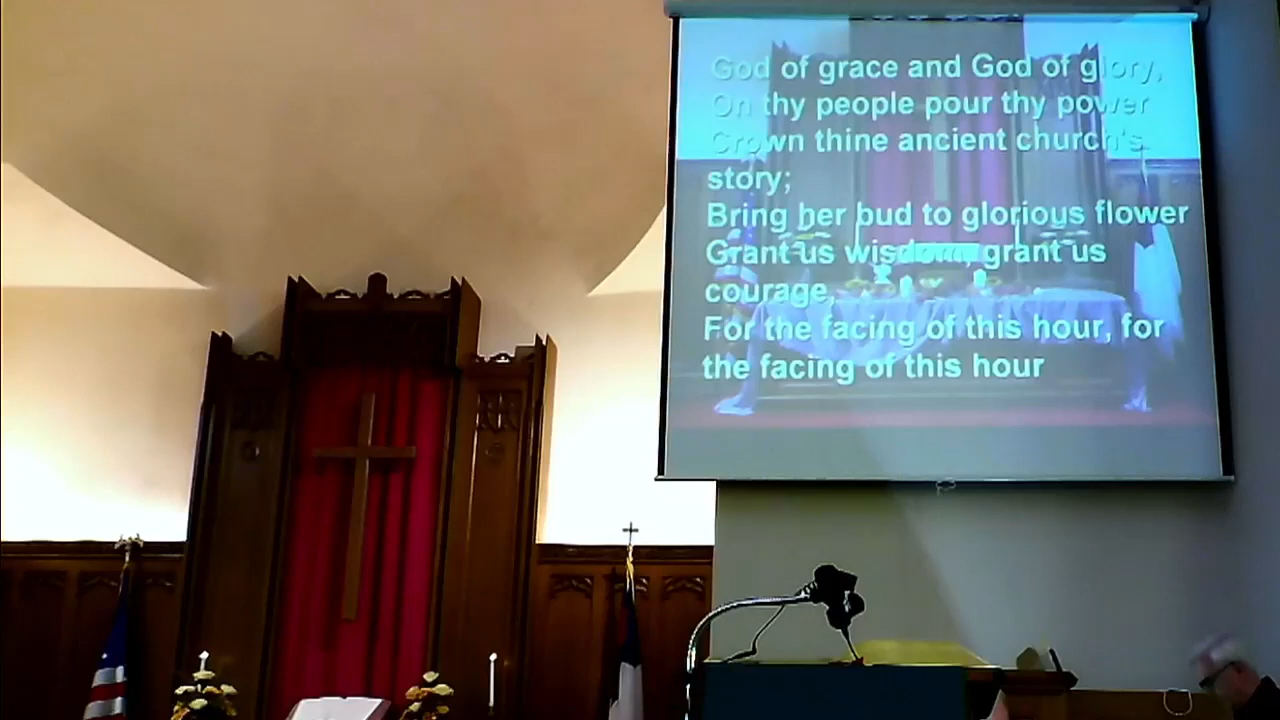 God of grace and God of glory,
On thy people pour thy power
Crown thine ancient church's
story;
Bring her bud to glorious flower
Grant us wisdom, grant us
courage,
For the facing of this hour, for
the facing of this hour